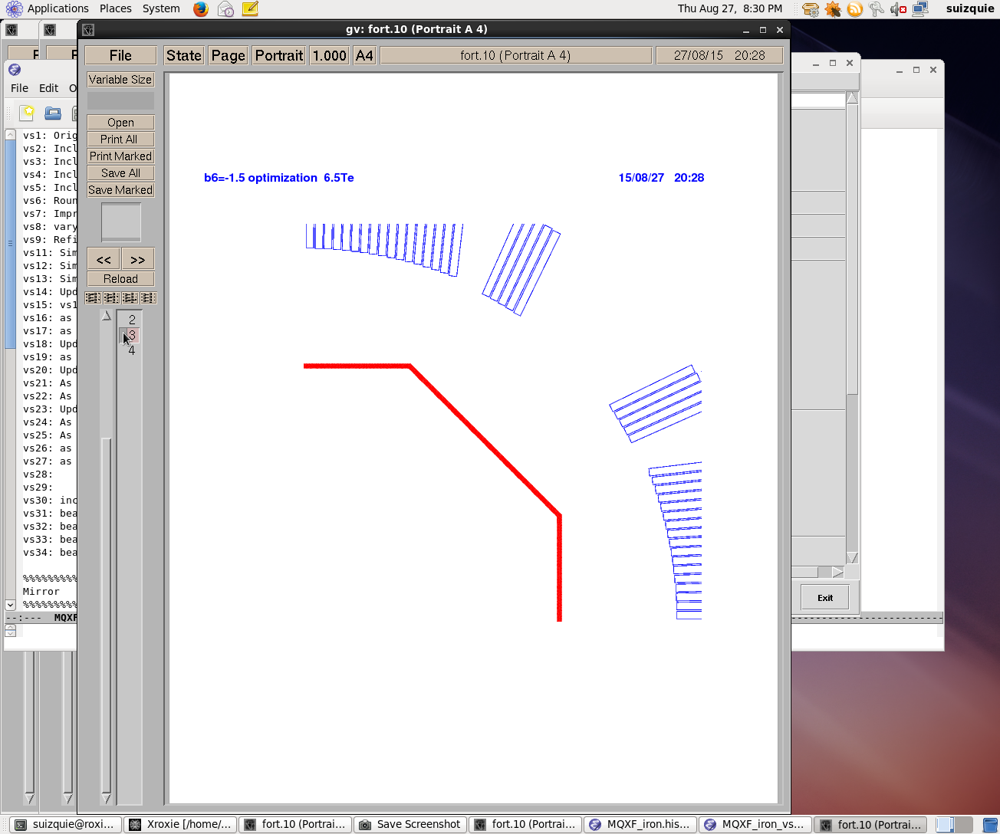 Applications Places System Thu Aug 27, 8:30 PM suizquie
gv: fort.10 (Portrait A 4)
File State Page Portrait 1.000 A4 fort.10 (Portrait A 4) 27/08/15 20:28
Variable Size
Open
Print All
Print Marked
Save All
Save Marked
<< >>
Reload
2
3
4
b6=-1.5 optimization 6.5Te 15/08/27 20:28
File Edit O
vs1: Orig
vs2: Incl
vs3: Incl
vs4: Incl
vs5: Incl
vs6: Roun
vs7: Impr
vs8: vary
vs9: Refi
vs11: Sim
vs12: Sim
vs13: Sim
vs14: Upd
vs15: vs1
vs16: as
vs17: as
vs18: Upd
vs19: as
vs20: Upd
vs21: As
vs22: As
vs23: Upd
vs24: As
vs25: As
vs26: as
vs27: as
vs28:
vs29:
vs30: inc
vs31: bea
vs32: bea
vs33: bea
vs34: bea
%%%%%%%%%
Mirror
%%%%%%%%%
--:--- MQXF
Exit
suizquie@roxi... Xroxie [/home/... fort.10 (Portrai... Save Screenshot fort.10 (Portrai... MQXF_iron.his... MQXF_iron_vs... fort.10 (Portrai...